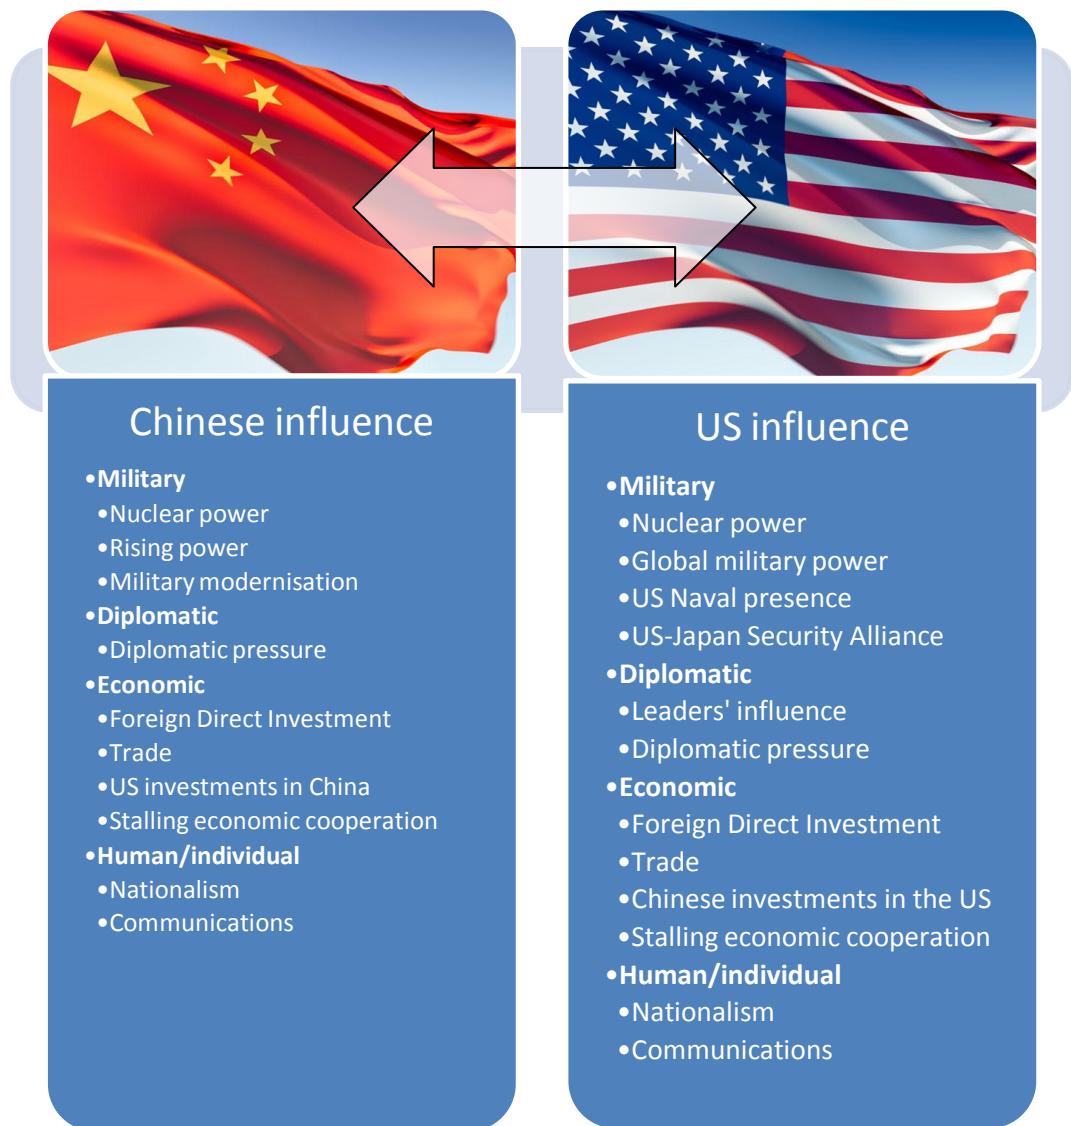 Chinese influence
•Military
•Nuclear power
•Rising power
•Military modernisation
•Diplomatic
•Diplomatic pressure
•Economic
•Foreign Direct Investment
•Trade
•US investments in China
•Stalling economic cooperation
•Human/individual
•Nationalism
•Communications
US influence
•Military
•Nuclear power
•Global military power
•US Naval presence
•US-Japan Security Alliance
•Diplomatic
•Leaders' influence
•Diplomatic pressure
•Economic
•Foreign Direct Investment
•Trade
•Chinese investments in the US
•Stalling economic cooperation
•Human/individual
•Nationalism
•Communications